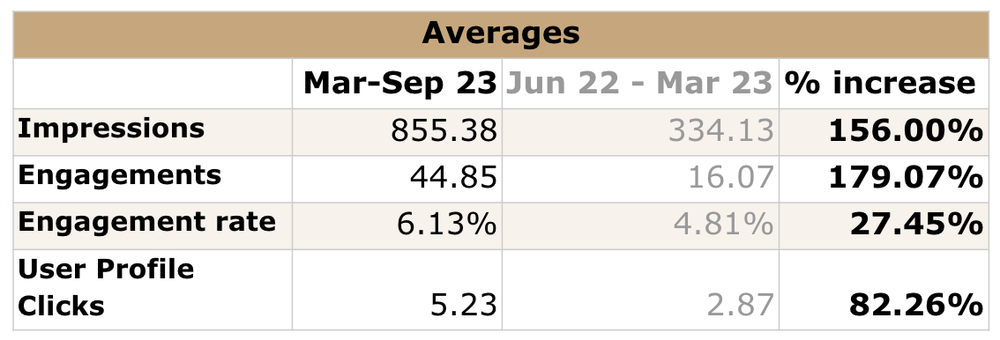 Averages
Mar-Sep 23 Jun 22 - Mar 23 % increase
Impressions 855.38 334.13 156.00%
Engagements 44.85 16.07 179.07%
Engagement rate 6.13% 4.81% 27.45%
User Profile
Clicks 5.23 2.87 82.26%